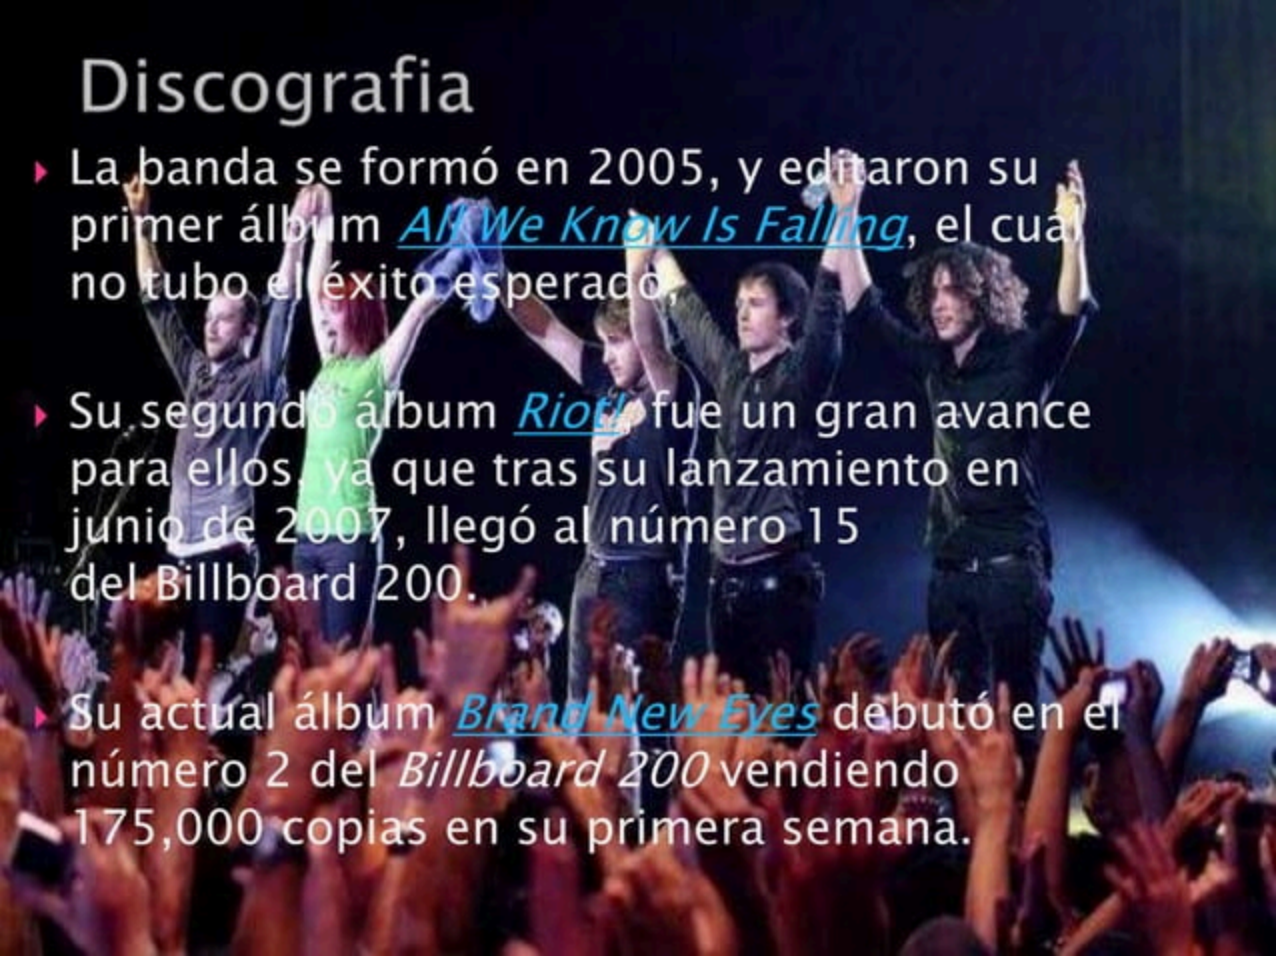 Discografia
La banda se formó en 2005, y editaron su
primer álbum All We Know Is Falling, el cuál
no tubo el éxito esperado,
Su segundo álbum Riot!, fue un gran avance
para ellos, ya que tras su lanzamiento en
junio de 2007, llegó al número 15
del Billboard 200.
Su actual álbum Brand New Eyes debutó en el
número 2 del Billboard 200 vendiendo
175,000 copias en su primera semana.